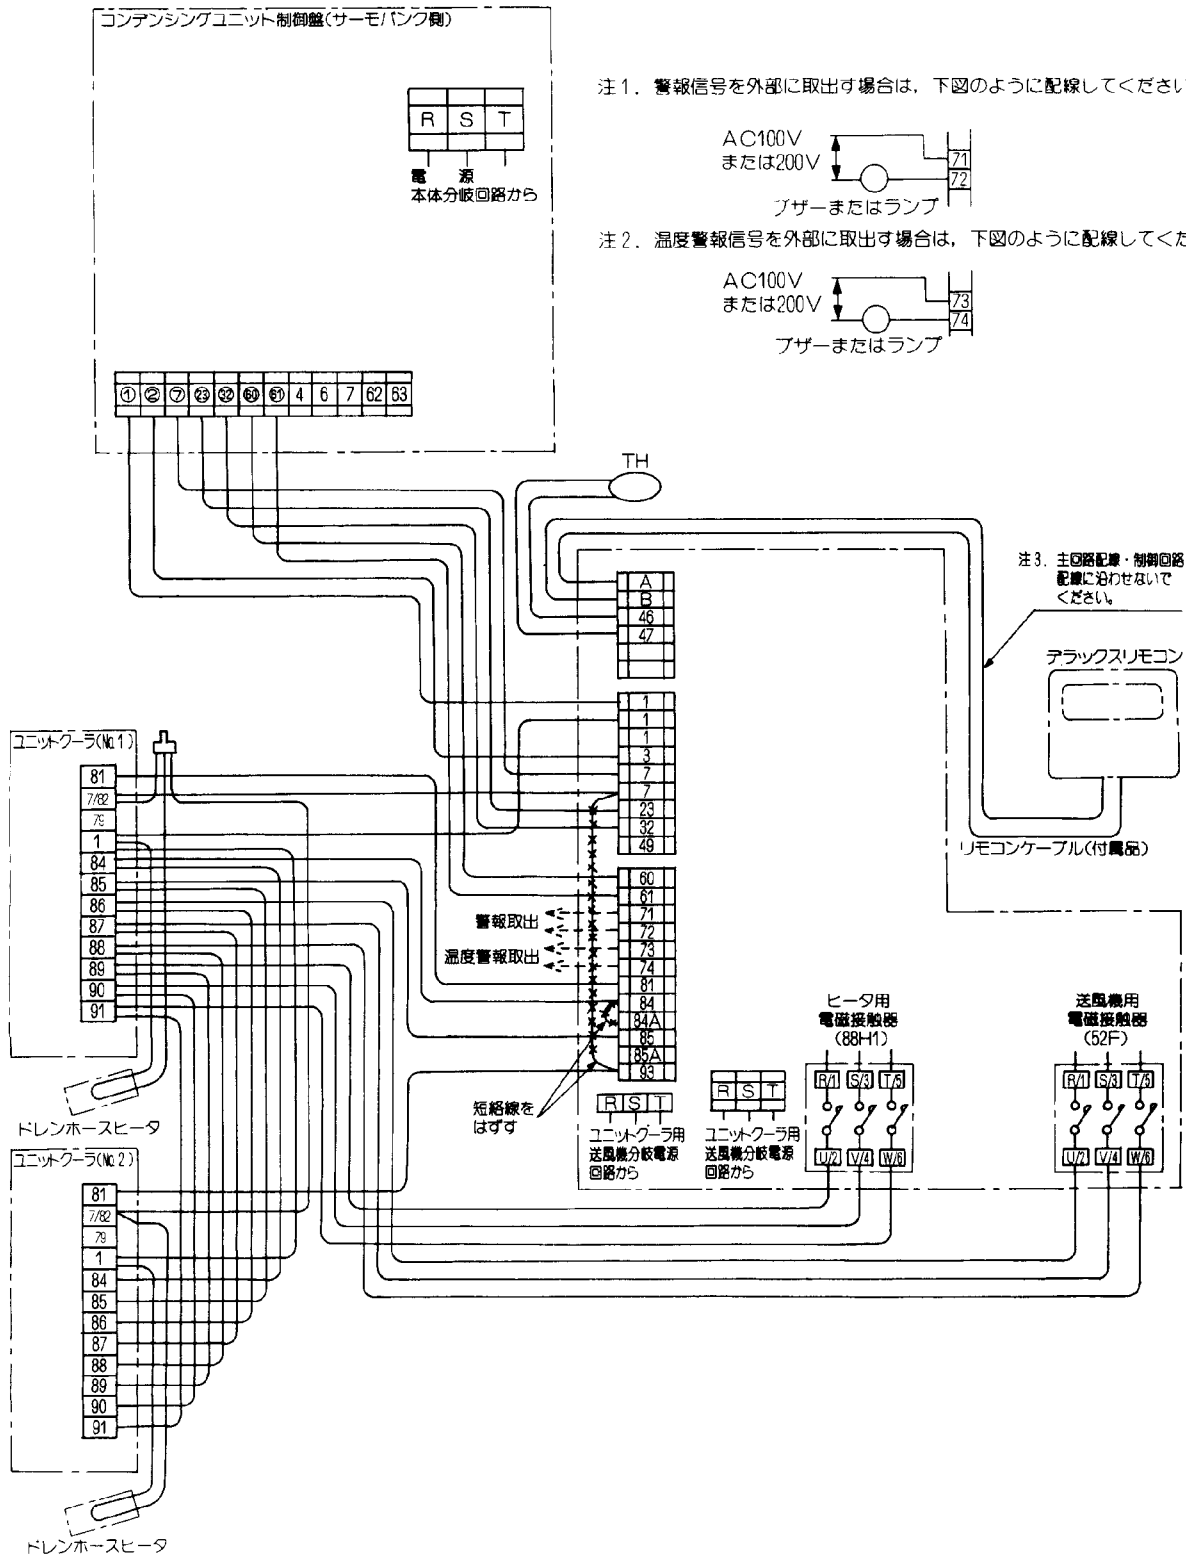 コンデンシングユニット制御盤(サーモバンク側)
R S T
電 源
本体分岐回路から
注1. 警報信号を外部に取出す場合は，下図のように配線してください
AC100V
または200V
71
72
ブザーまたはランプ
注2. 温度警報信号を外部に取出す場合は，下図のように配線してくだ
AC100V
または200V
73
74
ブザーまたはランプ
① ② ⑦ ㉓ ㉜ 60 61 4 6 7 62 63
TH
注3. 主回路配線・制御回路
配線に沿わせないで
ください。
デラックスリモコン
リモコンケーブル(付属品)
A
B
46
47
1
1
1
3
7
7
23
32
49
60
61
71
72
73
74
81
84
84A
85
85A
93
警報取出
温度警報取出
短絡線を
はずす
R S T
ユニットクーラ用
送風機分岐電源
回路から
R S T
ユニットクーラ用
送風機分岐電源
回路から
ヒータ用
電磁接触器
(88H1)
R/1 S/3 T/5
U/2 V/4 W/6
送風機用
電磁接触器
(52F)
R/1 S/3 T/5
U/2 V/4 W/6
ユニットクーラ(No.1)
81
7/82
79
1
84
85
86
87
88
89
90
91
ドレンホースヒータ
ユニットクーラ(No.2)
81
7/82
79
1
84
85
86
87
88
89
90
91
ドレンホースヒータ